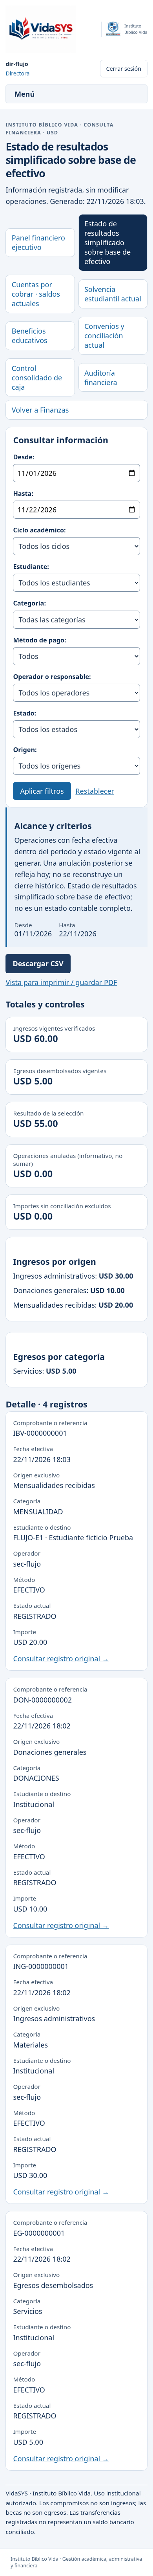 VidaSYS
Instituto
Bíblico Vida
dir-flujo
Directora
Cerrar sesión
Menú
INSTITUTO BÍBLICO VIDA · CONSULTA
FINANCIERA · USD
Estado de resultados
simplificado sobre base de
efectivo
Información registrada, sin modificar
operaciones. Generado: 22/11/2026 18:03.
Panel financiero
ejecutivo
Estado de
resultados
simplificado
sobre base de
efectivo
Cuentas por
cobrar · saldos
actuales
Solvencia
estudiantil actual
Beneficios
educativos
Convenios y
conciliación
actual
Control
consolidado de
caja
Auditoría
financiera
Volver a Finanzas
Consultar información
Desde:
11/01/2026
Hasta:
11/22/2026
Ciclo académico:
Todos los ciclos
Estudiante:
Todos los estudiantes
Categoría:
Todas las categorías
Método de pago:
Todos
Operador o responsable:
Todos los operadores
Estado:
Todos los estados
Origen:
Todos los orígenes
Aplicar filtros
Restablecer
Alcance y criterios
Operaciones con fecha efectiva
dentro del período y estado vigente al
generar. Una anulación posterior se
refleja hoy; no se reconstruye un
cierre histórico. Estado de resultados
simplificado sobre base de efectivo;
no es un estado contable completo.
Desde
01/11/2026
Hasta
22/11/2026
Descargar CSV
Vista para imprimir / guardar PDF
Totales y controles
Ingresos vigentes verificados
USD 60.00
Egresos desembolsados vigentes
USD 5.00
Resultado de la selección
USD 55.00
Operaciones anuladas (informativo, no
sumar)
USD 0.00
Importes sin conciliación excluidos
USD 0.00
Ingresos por origen
Ingresos administrativos: USD 30.00
Donaciones generales: USD 10.00
Mensualidades recibidas: USD 20.00
Egresos por categoría
Servicios: USD 5.00
Detalle · 4 registros
Comprobante o referencia
IBV-0000000001
Fecha efectiva
22/11/2026 18:03
Origen exclusivo
Mensualidades recibidas
Categoría
MENSUALIDAD
Estudiante o destino
FLUJO-E1 · Estudiante ficticio Prueba
Operador
sec-flujo
Método
EFECTIVO
Estado actual
REGISTRADO
Importe
USD 20.00
Consultar registro original →
Comprobante o referencia
DON-0000000002
Fecha efectiva
22/11/2026 18:02
Origen exclusivo
Donaciones generales
Categoría
DONACIONES
Estudiante o destino
Institucional
Operador
sec-flujo
Método
EFECTIVO
Estado actual
REGISTRADO
Importe
USD 10.00
Consultar registro original →
Comprobante o referencia
ING-0000000001
Fecha efectiva
22/11/2026 18:02
Origen exclusivo
Ingresos administrativos
Categoría
Materiales
Estudiante o destino
Institucional
Operador
sec-flujo
Método
EFECTIVO
Estado actual
REGISTRADO
Importe
USD 30.00
Consultar registro original →
Comprobante o referencia
EG-0000000001
Fecha efectiva
22/11/2026 18:02
Origen exclusivo
Egresos desembolsados
Categoría
Servicios
Estudiante o destino
Institucional
Operador
sec-flujo
Método
EFECTIVO
Estado actual
REGISTRADO
Importe
USD 5.00
Consultar registro original →
VidaSYS · Instituto Bíblico Vida. Uso institucional
autorizado. Los compromisos no son ingresos; las
becas no son egresos. Las transferencias
registradas no representan un saldo bancario
conciliado.
Instituto Bíblico Vida · Gestión académica, administrativa
y financiera